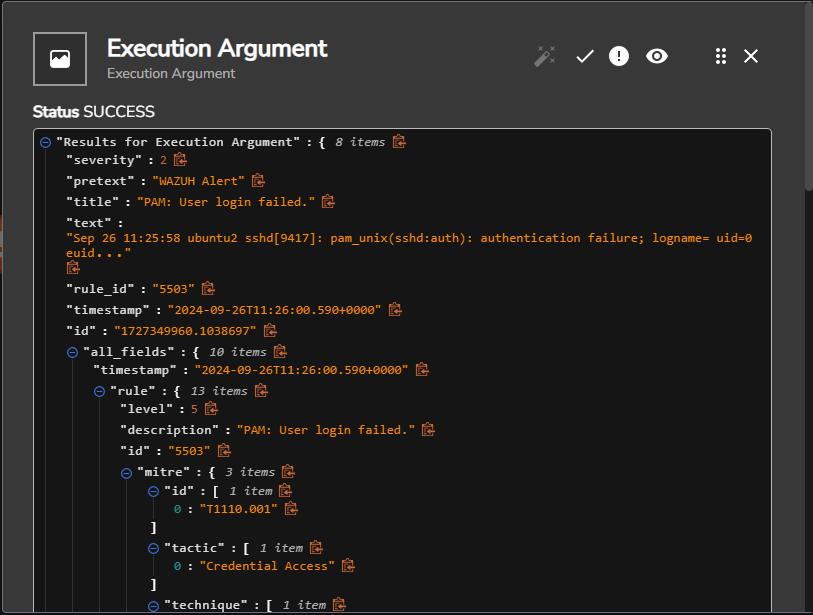 Execution Argument
Execution Argument
Status SUCCESS
"Results for Execution Argument" : { 8 items
"severity" : 2
"pretext" : "WAZUH Alert"
"title" : "PAM: User login failed."
"text" :
"Sep 26 11:25:58 ubuntu2 sshd[9417]: pam_unix(sshd:auth): authentication failure; logname= uid=0
euid..."
"rule_id" : "5503"
"timestamp" : "2024-09-26T11:26:00.590+0000"
"id" : "1727349960.1038697"
"all_fields" : { 10 items
"timestamp" : "2024-09-26T11:26:00.590+0000"
"rule" : { 13 items
"level" : 5
"description" : "PAM: User login failed."
"id" : "5503"
"mitre" : { 3 items
"id" : [ 1 item
0 : "T1110.001"
]
"tactic" : [ 1 item
0 : "Credential Access"
]
"technique" : [ 1 item